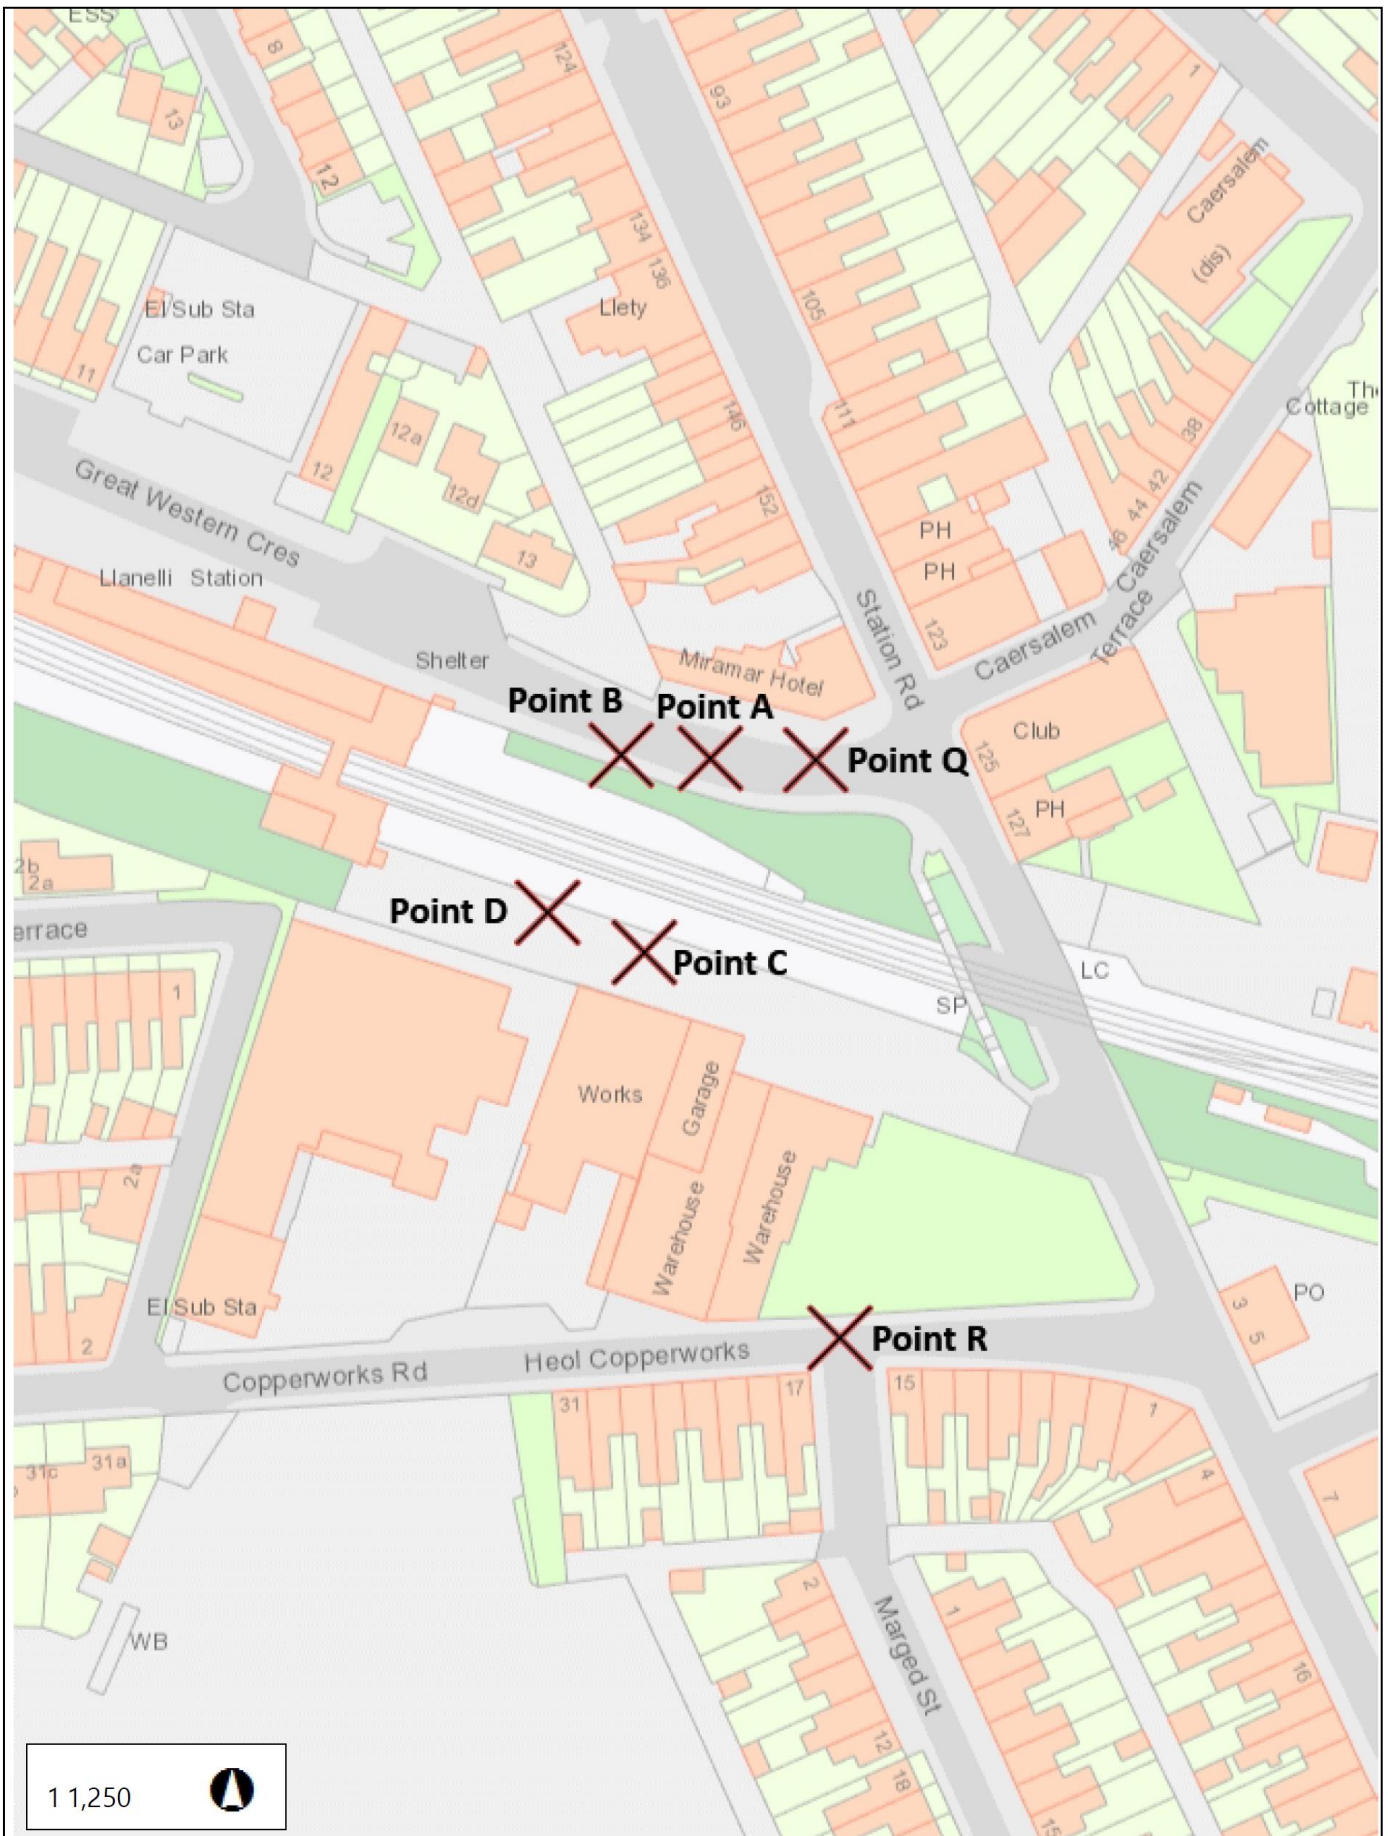 ESS
8
124
93
1
13
12
Caersalem
(dis)
134
136
Llety
105
El Sub Sta
Car Park
11
111
146
The
Cottage
12a
12
12d
38
42
44
46
152
Great Western Cres
13
PH
PH
Caersalem
Terrace
Llanelli Station
Station Rd
123
Caersalem
Shelter
Miramar Hotel
Point B
Point A
Point Q
Club
125
PH
127
2b
2a
Point D
Point C
errace
LC
SP
1
Works
Garage
2a
Warehouse
Warehouse
El Sub Sta
PO
3
5
2
Point R
Copperworks Rd
Heol Copperworks
31
17
15
1
31c
31a
4
7
2
1
WB
Marged St
16
12
18
15
1 1,250